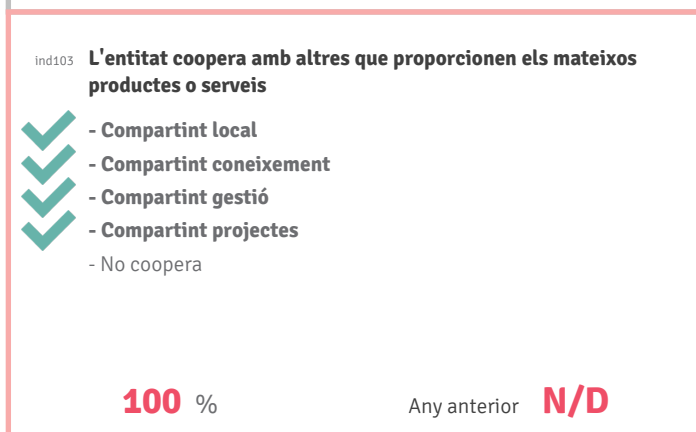 ind103 L'entitat coopera amb altres que proporcionen els mateixos
productes o serveis
- Compartint local
- Compartint coneixement
- Compartint gestió
- Compartint projectes
- No coopera
100 % Any anterior N/D